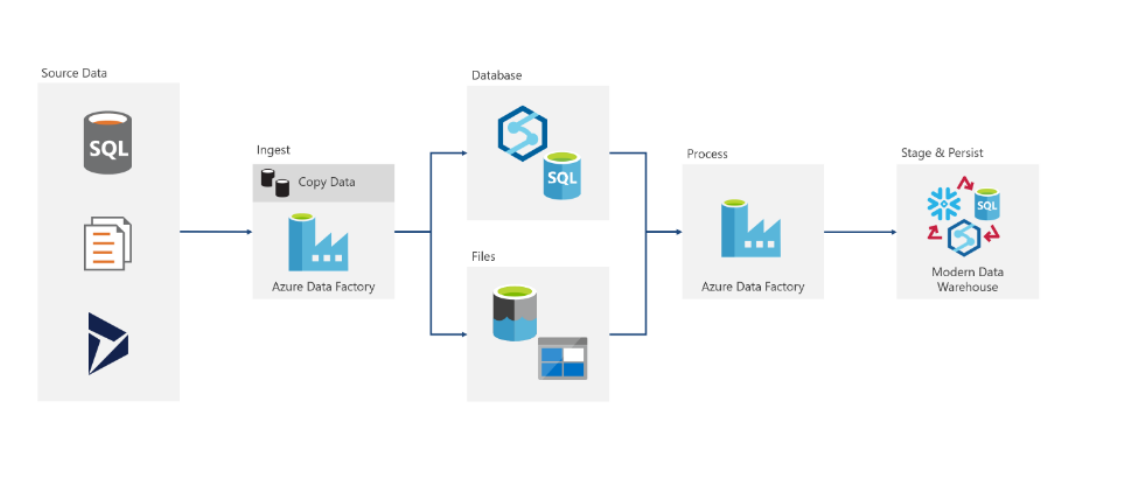 Source Data
SQL
Ingest
Copy Data
Azure Data Factory
Database
SQL
Files
Process
Azure Data Factory
Stage & Persist
SQL
Modern Data
Warehouse